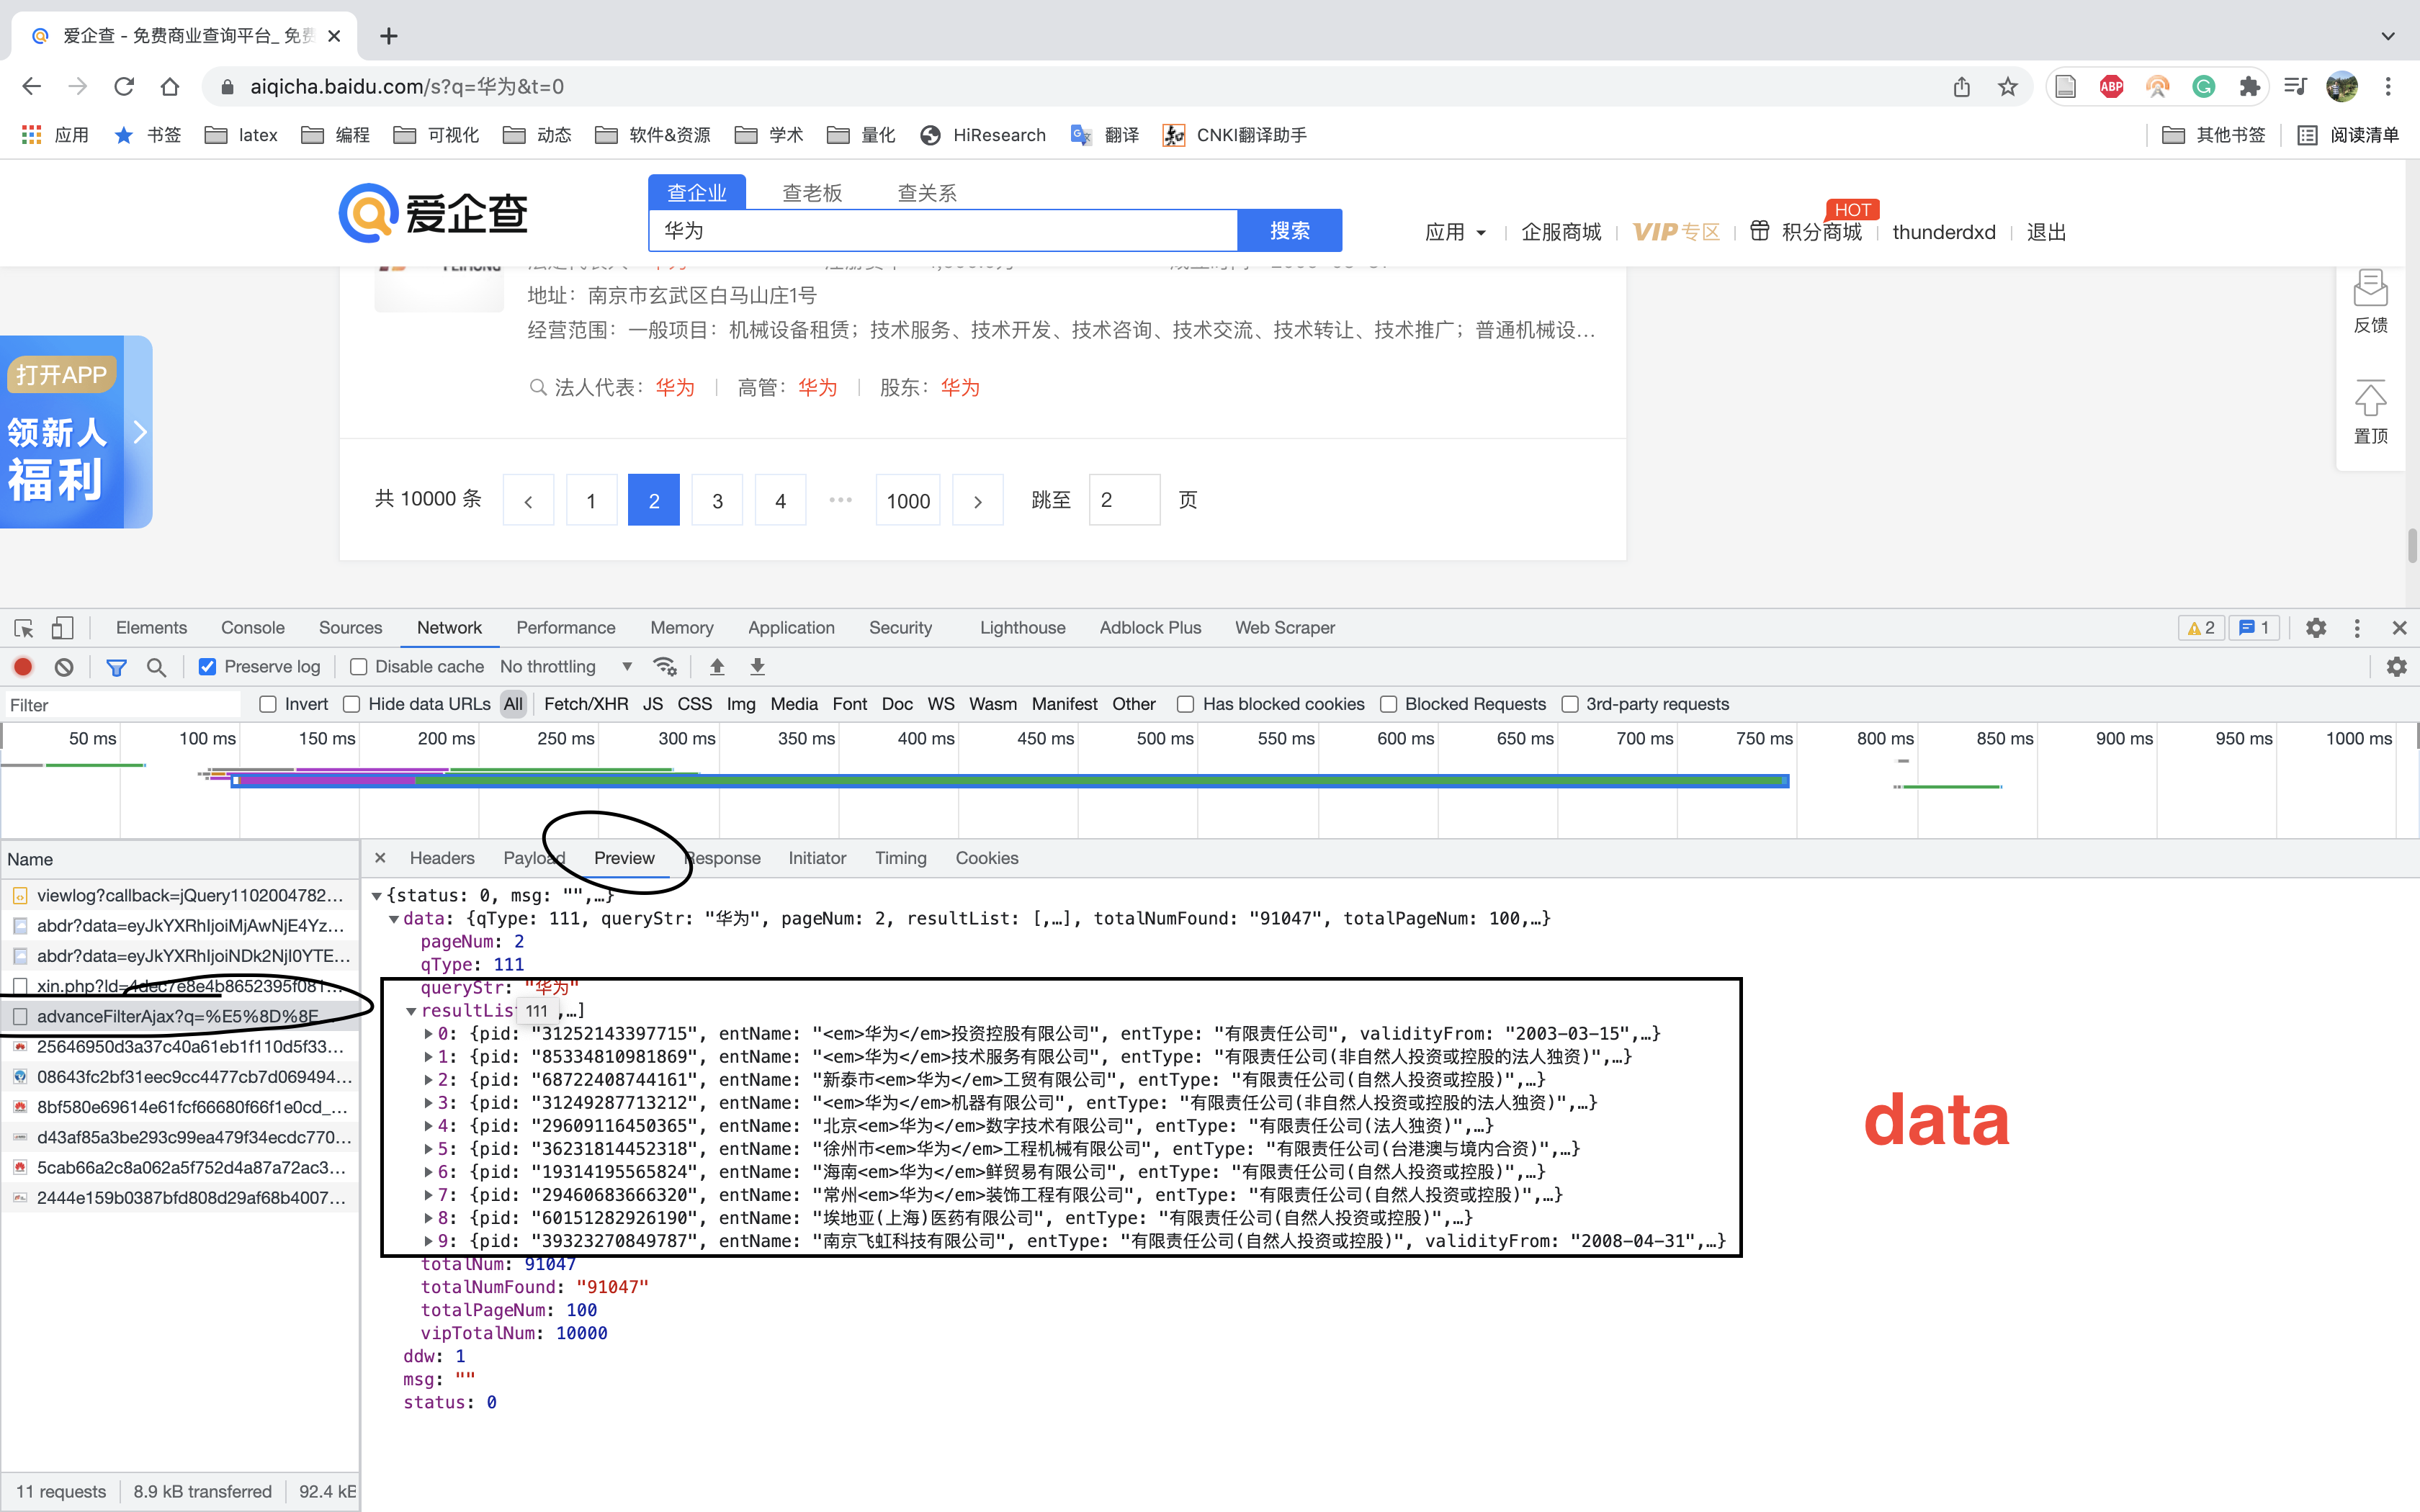 爱企查 - 免费商业查询平台_ 免费
aiqicha.baidu.com/s?q=华为&t=0
ABP
应用 书签 latex 编程 可视化 动态 软件&资源 学术 量化 HiResearch 翻译 CNKI翻译助手 其他书签 阅读清单
爱企查
查企业 查老板 查关系
华为 搜索
应用 企服商城 VIP专区 积分商城 HOT thunderdxd 退出
地址：南京市玄武区白马山庄1号
经营范围：一般项目：机械设备租赁；技术服务、技术开发、技术咨询、技术交流、技术转让、技术推广；普通机械设...
法人代表：华为 高管：华为 股东：华为
打开APP
领新人
福利
反馈
置顶
共 10000 条 1 2 3 4 ••• 1000 跳至 2 页
Elements Console Sources Network Performance Memory Application Security Lighthouse Adblock Plus Web Scraper 2 1
Preserve log Disable cache No throttling
Filter Invert Hide data URLs All Fetch/XHR JS CSS Img Media Font Doc WS Wasm Manifest Other Has blocked cookies Blocked Requests 3rd-party requests
50 ms 100 ms 150 ms 200 ms 250 ms 300 ms 350 ms 400 ms 450 ms 500 ms 550 ms 600 ms 650 ms 700 ms 750 ms 800 ms 850 ms 900 ms 950 ms 1000 ms
Name
viewlog?callback=jQuery1102004782...
abdr?data=eyJkYXRhIjoiMjAwNjE4Yz...
abdr?data=eyJkYXRhIjoiNDk2NjI0YTE...
xin.php?ld=4dec7e8e4b8652395f081...
advanceFilterAjax?q=%E5%8D%8E...
25646950d3a37c40a61eb1f110d5f33...
08643fc2bf31eec9cc4477cb7d069494...
8bf580e69614e61fcf66680f66f1e0cd_...
d43af85a3be293c99ea479f34ecdc770...
5cab66a2c8a062a5f752d4a87a72ac3...
2444e159b0387bfd808d29af68b4007...
11 requests 8.9 kB transferred 92.4 kB
Headers Payload Preview Response Initiator Timing Cookies
{status: 0, msg: "",…}
data: {qType: 111, queryStr: "华为", pageNum: 2, resultList: [,…], totalNumFound: "91047", totalPageNum: 100,…}
pageNum: 2
qType: 111
queryStr: "华为"
resultLis 111 ,…]
0: {pid: "31252143397715", entName: "<em>华为</em>投资控股有限公司", entType: "有限责任公司", validityFrom: "2003-03-15",…}
1: {pid: "85334810981869", entName: "<em>华为</em>技术服务有限公司", entType: "有限责任公司(非自然人投资或控股的法人独资)",…}
2: {pid: "68722408744161", entName: "新泰市<em>华为</em>工贸有限公司", entType: "有限责任公司(自然人投资或控股)",…}
3: {pid: "31249287713212", entName: "<em>华为</em>机器有限公司", entType: "有限责任公司(非自然人投资或控股的法人独资)",…}
4: {pid: "29609116450365", entName: "北京<em>华为</em>数字技术有限公司", entType: "有限责任公司(法人独资)",…}
5: {pid: "36231814452318", entName: "徐州市<em>华为</em>工程机械有限公司", entType: "有限责任公司(台港澳与境内合资)",…}
6: {pid: "19314195565824", entName: "海南<em>华为</em>鲜贸易有限公司", entType: "有限责任公司(自然人投资或控股)",…}
7: {pid: "29460683666320", entName: "常州<em>华为</em>装饰工程有限公司", entType: "有限责任公司(自然人投资或控股)",…}
8: {pid: "60151282926190", entName: "埃地亚(上海)医药有限公司", entType: "有限责任公司(自然人投资或控股)",…}
9: {pid: "39323270849787", entName: "南京飞虹科技有限公司", entType: "有限责任公司(自然人投资或控股)", validityFrom: "2008-04-31",…}
totalNum: 91047
totalNumFound: "91047"
totalPageNum: 100
vipTotalNum: 10000
ddw: 1
msg: ""
status: 0
data